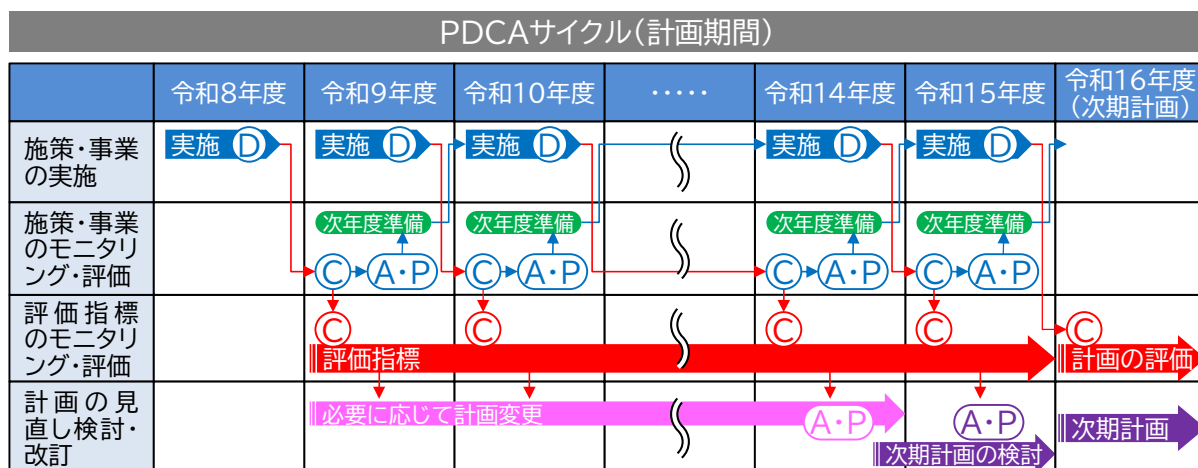 PDCAサイクル(計画期間)
令和8年度
令和9年度
令和10年度
・・・・・
令和14年度
令和15年度
令和16年度
(次期計画)
施策・事業
の実施
実施 D
実施 D
実施 D
実施 D
実施 D
施策・事業
のモニタリ
ング・評価
次年度準備
次年度準備
次年度準備
次年度準備
C
A・P
C
A・P
C
A・P
C
A・P
評価指標
のモニタリ
ング・評価
C
C
C
C
C
評価指標
計画の評価
計画の見
直し検討・
改訂
必要に応じて計画変更
A・P
A・P
次期計画の検討
次期計画